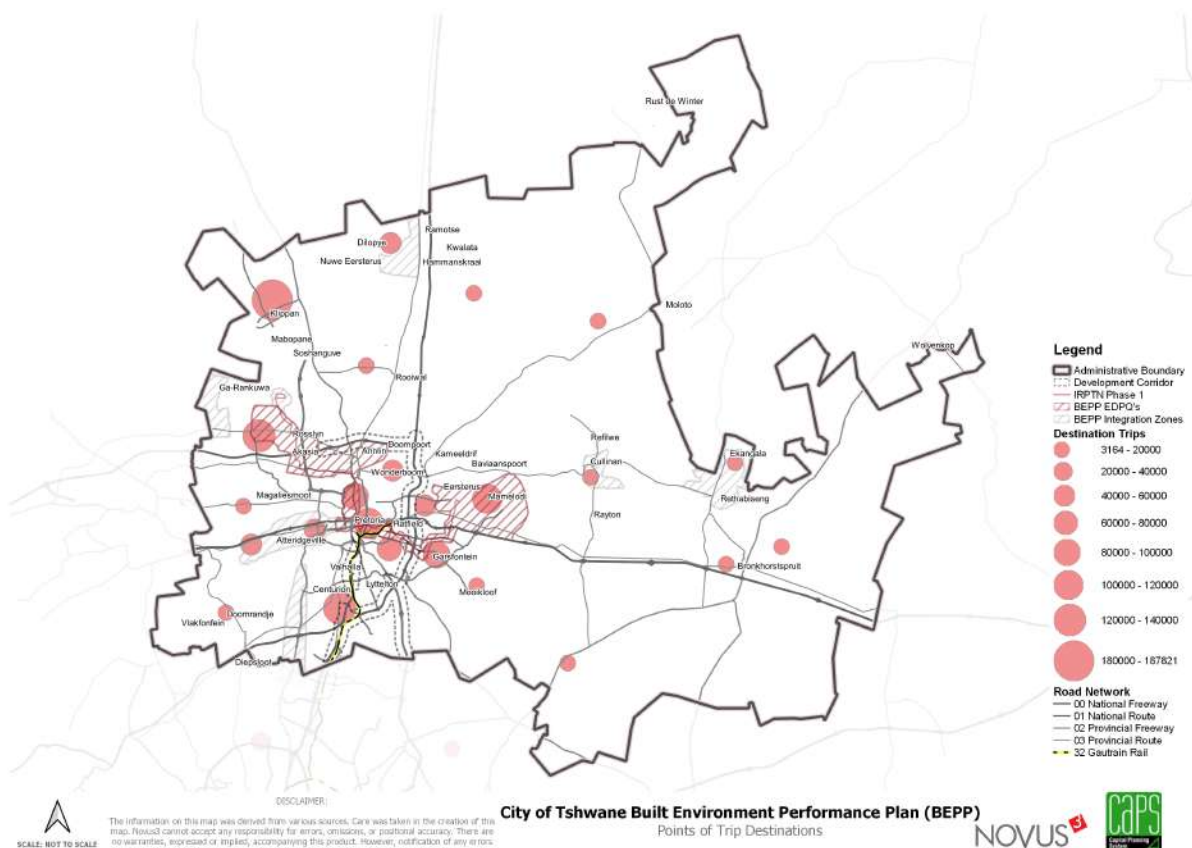 Rust de Winter
Ramotse
Dilopye
Kwalata
Nuwe Eersterus
Hammanskraal
Moloto
Klippan
Mabopane
Soshanguve
Wolvenkop
Rooiwal
Ga-Rankuwa
Rosslyn
Akasia
Annlin
Doornpoort
Kameeldrif
Wonderboom
Baviaanspoort
Refilwe
Cullinan
Ekangala
Rethabiseng
Eersterus
Mamelodi
Magaliesmoot
Rayton
Pretoria
Hatfield
Atteridgeville
Garsfontein
Bronkhorstspruit
Valhalla
Lyttelton
Mooikloof
Centurion
Doornrandje
Vlakfontein
Diepsloot
Legend
Administrative Boundary
Development Corridor
IRPTN Phase 1
BEPP EDPQ's
BEPP Integration Zones
Destination Trips
3164 - 20000
20000 - 40000
40000 - 60000
60000 - 80000
80000 - 100000
100000 - 120000
120000 - 140000
180000 - 187821
Road Network
00 National Freeway
01 National Route
02 Provincial Freeway
03 Provincial Route
32 Gautrain Rail
SCALE: NOT TO SCALE
DISCLAIMER:
The information on this map was derived from various sources. Care was taken in the creation of this
map. Novus3 cannot accept any responsibility for errors, omissions, or positional accuracy. There are
no warranties, expressed or implied, accompanying this product. However, notification of any errors
City of Tshwane Built Environment Performance Plan (BEPP)
Points of Trip Destinations
NOVUS3
CAPS
Capital Planning
System